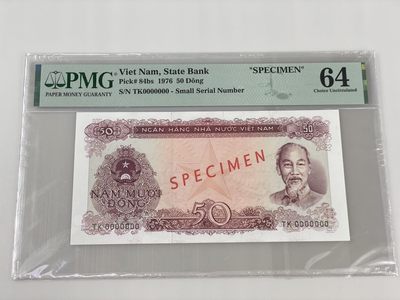 PMG
PAPER MONEY GUARANTY
Viet Nam, State Bank
Pick# 84bs 1976 50 Dông
S/N TK0000000 - Small Serial Number
"SPECIMEN"
64
Choice Uncirculated
50
NGÂN HÀNG NHÀ NƯỚC VIỆT NAM
50
SPECIMEN
NĂM MƯƠI
ĐỒNG
50
TK 0000000
TK 0000000